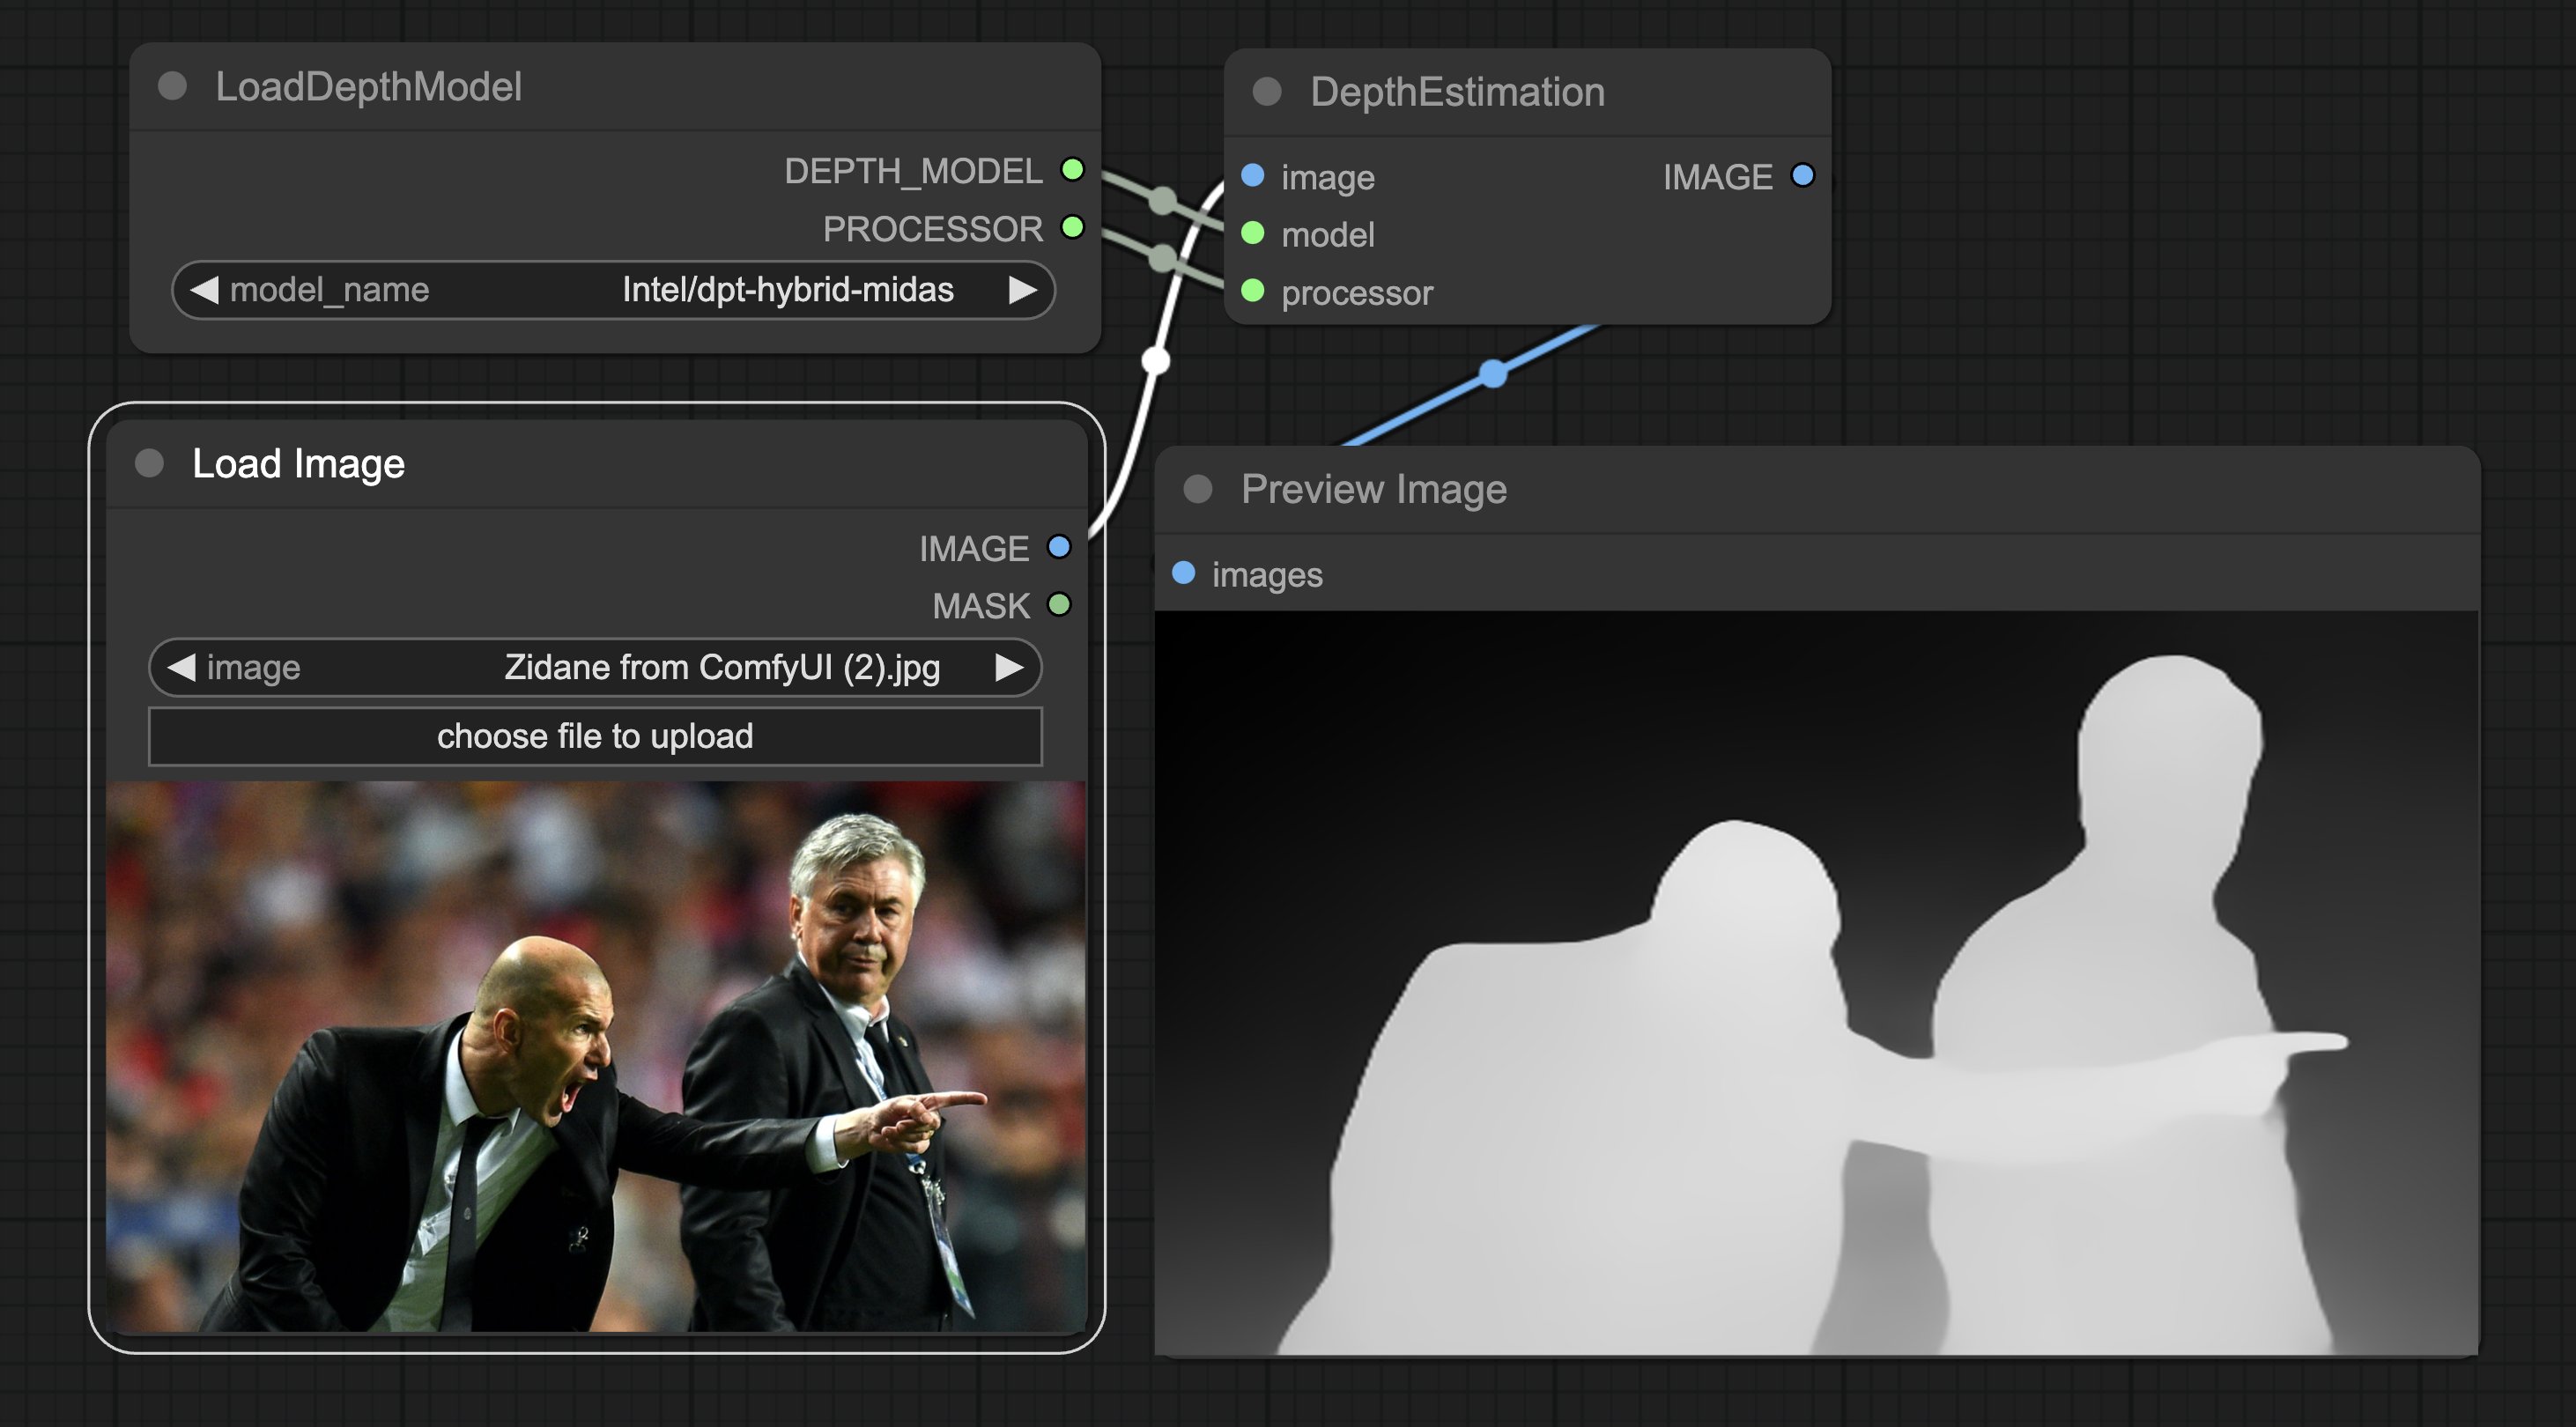 LoadDepthModel
DEPTH_MODEL
PROCESSOR
model_name Intel/dpt-hybrid-midas
DepthEstimation
image IMAGE
model
processor
Load Image
IMAGE
MASK
image Zidane from ComfyUI (2).jpg
choose file to upload
Preview Image
images